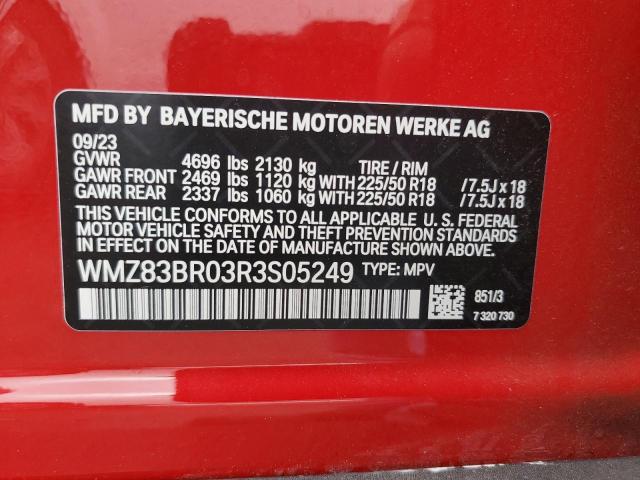 MFD BY BAYERISCHE MOTOREN WERKE AG
09/23
GVWR 4696 lbs 2130 kg TIRE / RIM
GAWR FRONT 2469 lbs 1120 kg WITH 225/50 R18 / 7.5J x 18
GAWR REAR 2337 lbs 1060 kg WITH 225/50 R18 / 7.5J x 18
THIS VEHICLE CONFORMS TO ALL APPLICABLE U. S. FEDERAL
MOTOR VEHICLE SAFETY AND THEFT PREVENTION STANDARDS
IN EFFECT ON THE DATE OF MANUFACTURE SHOWN ABOVE.
WMZ83BR03R3S05249 TYPE: MPV
851/3
7 320 730